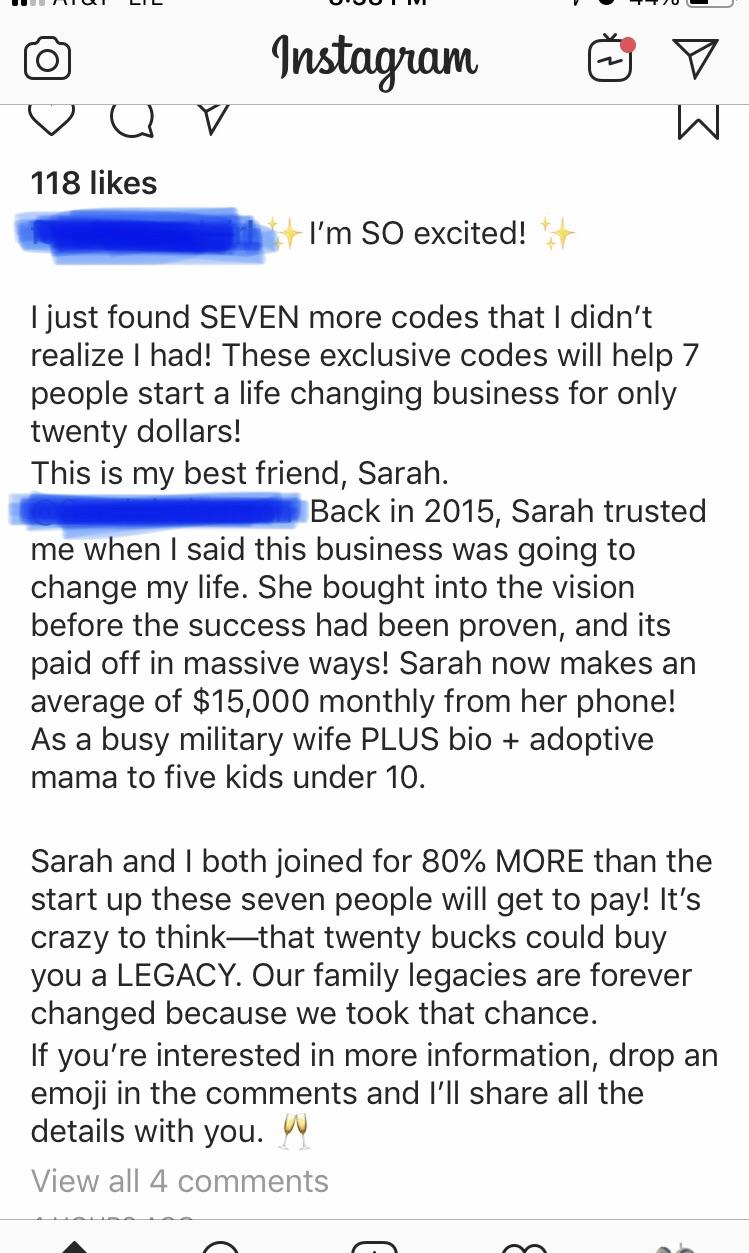 Instagram
118 likes
✨ I’m SO excited! ✨
I just found SEVEN more codes that I didn’t
realize I had! These exclusive codes will help 7
people start a life changing business for only
twenty dollars!
This is my best friend, Sarah.
Back in 2015, Sarah trusted
me when I said this business was going to
change my life. She bought into the vision
before the success had been proven, and its
paid off in massive ways! Sarah now makes an
average of $15,000 monthly from her phone!
As a busy military wife PLUS bio + adoptive
mama to five kids under 10.
Sarah and I both joined for 80% MORE than the
start up these seven people will get to pay! It’s
crazy to think—that twenty bucks could buy
you a LEGACY. Our family legacies are forever
changed because we took that chance.
If you’re interested in more information, drop an
emoji in the comments and I’ll share all the
details with you. 🥂
View all 4 comments